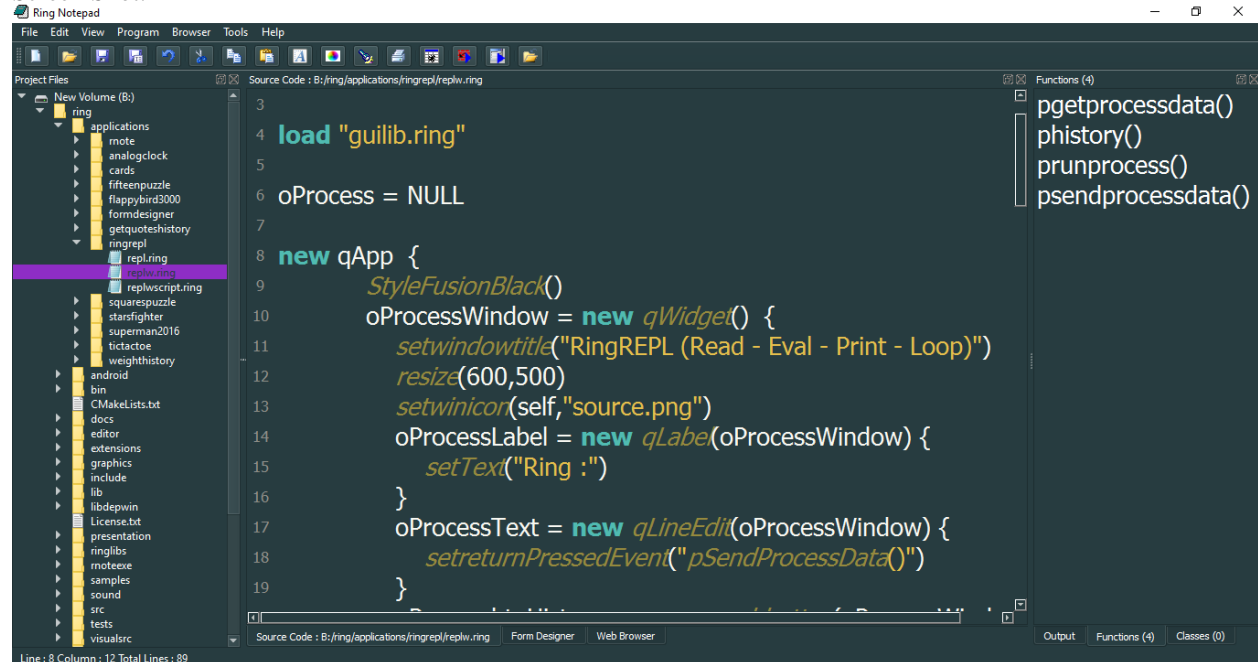 Ring Notepad
File Edit View Program Browser Tools Help
Project Files
New Volume (B:)
ring
applications
rnote
analogclock
cards
fifteenpuzzle
flappybird3000
formdesigner
getquoteshistory
ringrepl
repl.ring
replw.ring
replwscript.ring
squarespuzzle
starsfighter
superman2016
tictactoe
weighthistory
android
bin
CMakeLists.txt
docs
editor
extensions
graphics
include
lib
libdepwin
License.txt
presentation
ringlibs
rnoteexe
samples
sound
src
tests
visualsrc
Source Code : B:/ring/applications/ringrepl/replw.ring
3
4 load "guilib.ring"
5
6 oProcess = NULL
7
8 new qApp {
9 StyleFusionBlack()
10 oProcessWindow = new qWidget() {
11 setwindowtitle("RingREPL (Read - Eval - Print - Loop)")
12 resize(600,500)
13 setwinicon(self,"source.png")
14 oProcessLabel = new qLabel(oProcessWindow) {
15 setText("Ring :")
16 }
17 oProcessText = new qLineEdit(oProcessWindow) {
18 setreturnPressedEvent("pSendProcessData()")
19 }
Source Code : B:/ring/applications/ringrepl/replw.ring Form Designer Web Browser
Functions (4)
pgetprocessdata()
phistory()
prunprocess()
psendprocessdata()
Output Functions (4) Classes (0)
Line : 8 Column : 12 Total Lines : 89